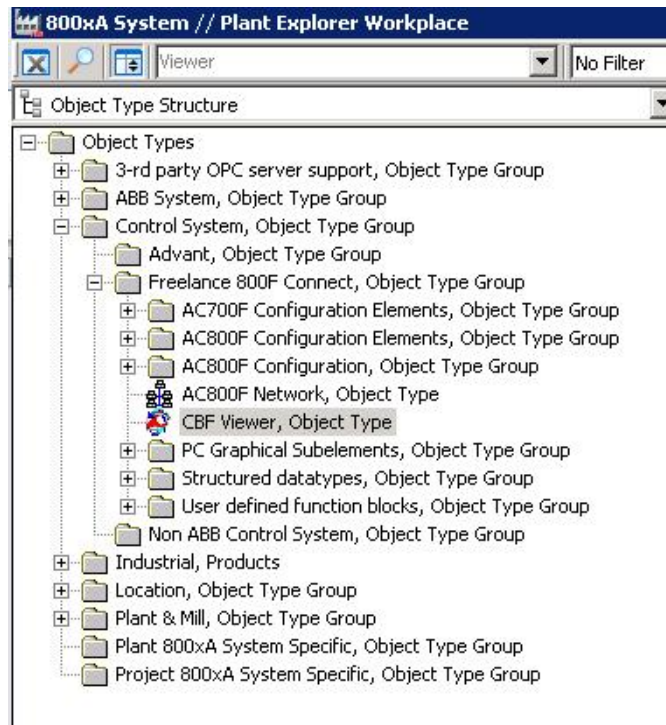 800xA System // Plant Explorer Workplace
Viewer No Filter
Object Type Structure
Object Types
3-rd party OPC server support, Object Type Group
ABB System, Object Type Group
Control System, Object Type Group
Advant, Object Type Group
Freelance 800F Connect, Object Type Group
AC700F Configuration Elements, Object Type Group
AC800F Configuration Elements, Object Type Group
AC800F Configuration, Object Type Group
AC800F Network, Object Type
CBF Viewer, Object Type
PC Graphical Subelements, Object Type Group
Structured datatypes, Object Type Group
User defined function blocks, Object Type Group
Non ABB Control System, Object Type Group
Industrial, Products
Location, Object Type Group
Plant & Mill, Object Type Group
Plant 800xA System Specific, Object Type Group
Project 800xA System Specific, Object Type Group